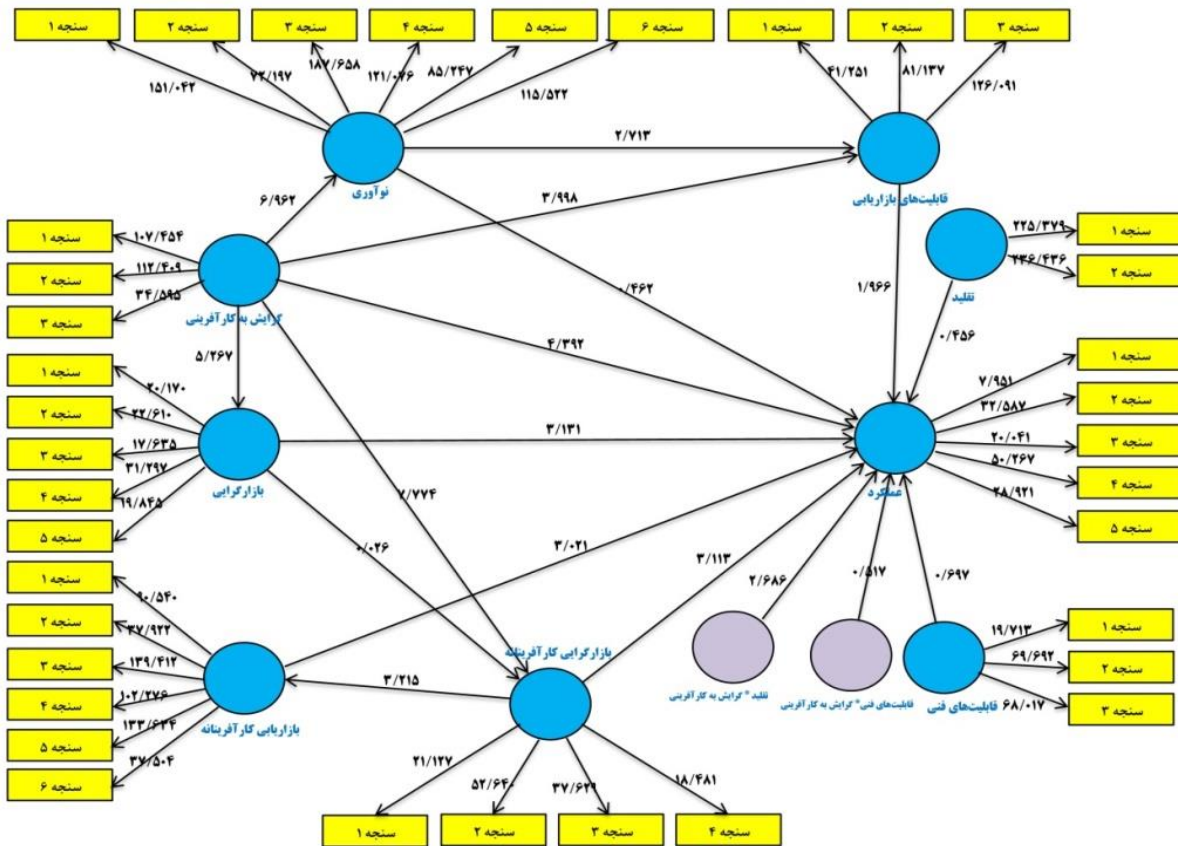 سنجه ۱
سنجه ۲
سنجه ۳
سنجه ۴
سنجه ۵
سنجه ۶
سنجه ۱
سنجه ۲
سنجه ۳
۱۵۱/۰۴۲
۷۲/۱۹۷
۱۸۷/۶۵۸
۱۲۱/۰۷۶
۸۵/۲۴۷
۱۱۵/۵۲۲
۴۱/۲۵۱
۸۱/۱۳۷
۱۲۶/۰۹۱
نوآوری
۲/۷۱۳
قابلیت‌های بازاریابی
۶/۹۶۲
۳/۹۹۸
سنجه ۱
سنجه ۲
سنجه ۳
۱۰۷/۴۵۴
۱۱۲/۴۰۹
۳۴/۵۹۵
گرایش به کارآفرینی
۰/۴۶۲
۱/۹۶۶
تقلید
۲۲۵/۳۷۹
۲۳۶/۴۳۶
سنجه ۱
سنجه ۲
۵/۲۶۷
۴/۳۹۲
۰/۴۵۶
سنجه ۱
سنجه ۲
سنجه ۳
سنجه ۴
سنجه ۵
۲۰/۱۷۰
۲۲/۶۱۰
۱۷/۶۳۵
۳۱/۲۹۷
۱۹/۸۴۵
بازارگرایی
۳/۱۳۱
عملکرد
۷/۹۵۱
۳۲/۵۸۷
۲۰/۰۴۱
۵۰/۲۶۷
۲۸/۹۲۱
سنجه ۱
سنجه ۲
سنجه ۳
سنجه ۴
سنجه ۵
۷/۷۷۴
۰/۰۲۶
۳/۰۲۱
۳/۱۱۳
۲/۶۸۶
۰/۵۱۷
۰/۶۹۷
سنجه ۱
سنجه ۲
سنجه ۳
سنجه ۴
سنجه ۵
سنجه ۶
۹۰/۵۴۰
۳۷/۹۲۲
۱۳۹/۴۱۲
۱۰۲/۲۷۶
۱۳۳/۶۲۴
۳۷/۵۰۴
بازاریابی کارآفرینانه
۳/۲۱۵
بازارگرایی کارآفرینانه
تقلید * گرایش به کارآفرینی
قابلیت‌های فنی* گرایش به کارآفرینی
قابلیت‌های فنی
۱۹/۷۱۳
۶۹/۶۹۲
۶۸/۰۱۷
سنجه ۱
سنجه ۲
سنجه ۳
۲۱/۱۲۷
۵۲/۶۴۰
۳۷/۶۲۹
۱۸/۴۸۱
سنجه ۱
سنجه ۲
سنجه ۳
سنجه ۴